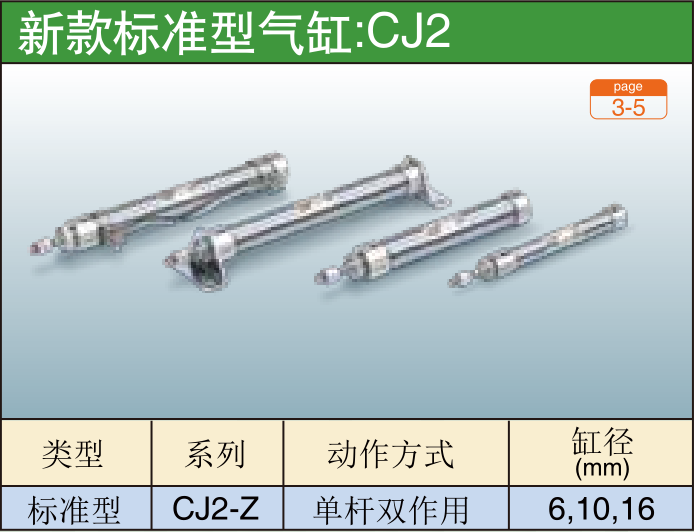 新款标准型气缸:CJ2
page
3-5
类型 系列 动作方式 缸径
(mm)
标准型 CJ2-Z 单杆双作用 6,10,16